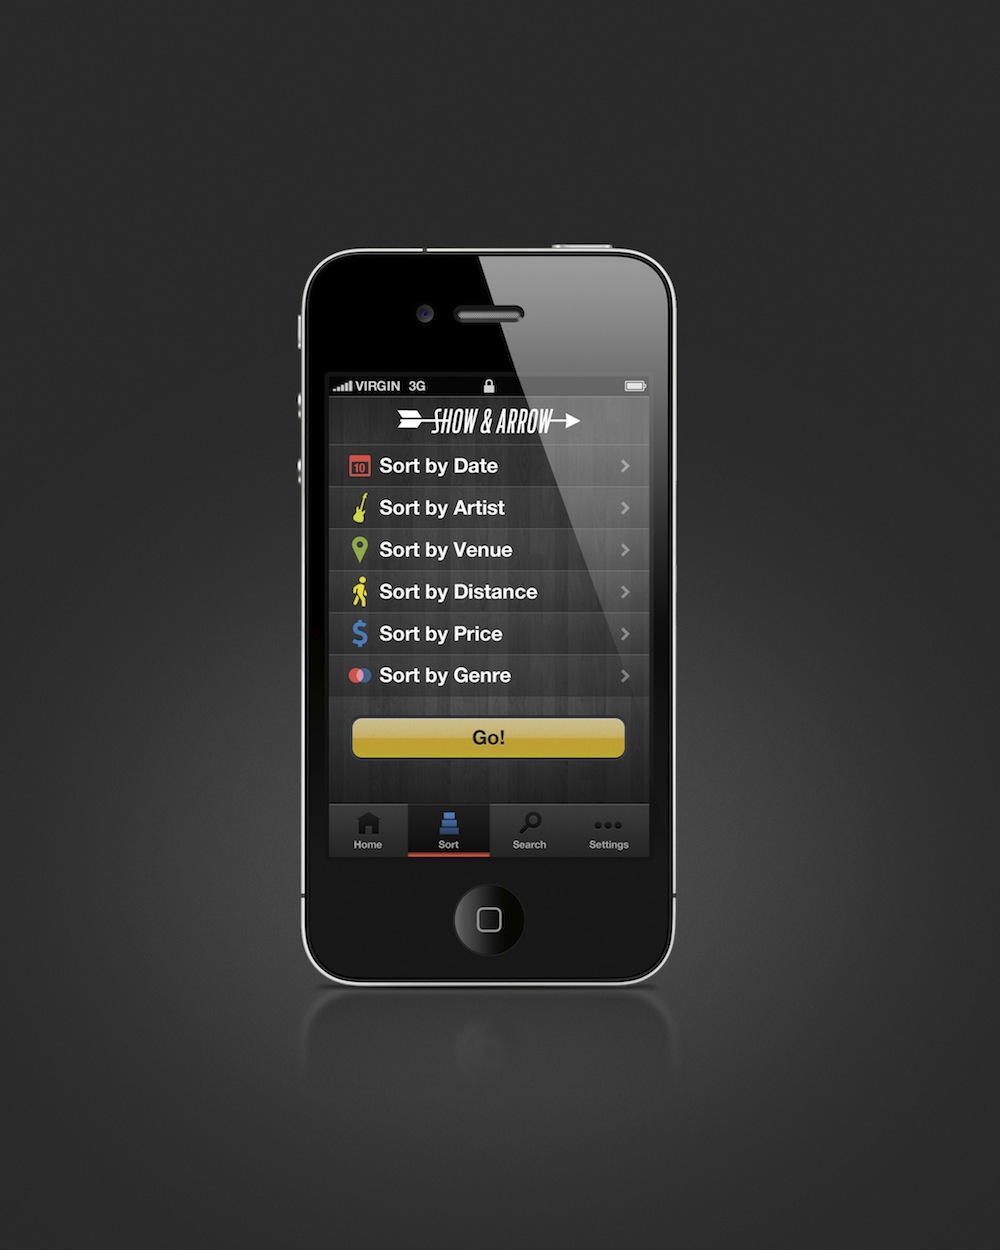 VIRGIN 3G
SHOW & ARROW
10 Sort by Date
Sort by Artist
Sort by Venue
Sort by Distance
$ Sort by Price
Sort by Genre
Go!
Home Sort Search Settings